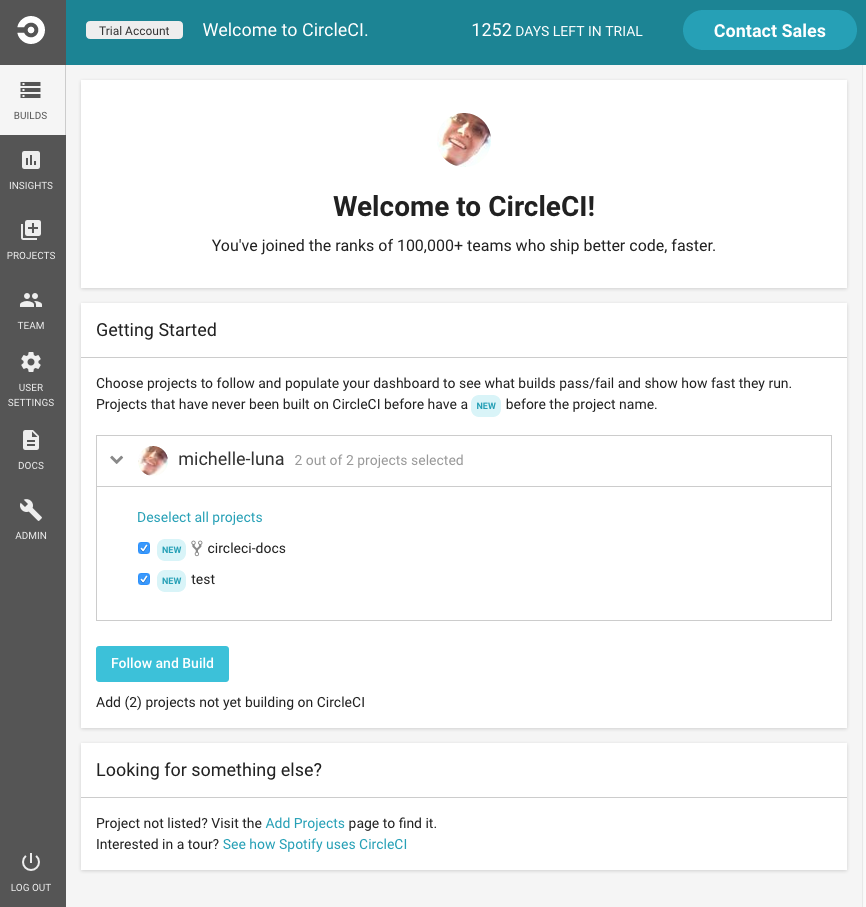 Trial Account Welcome to CircleCI. 1252 DAYS LEFT IN TRIAL Contact Sales
BUILDS
INSIGHTS
PROJECTS
TEAM
USER
SETTINGS
DOCS
ADMIN
LOG OUT
Welcome to CircleCI!
You've joined the ranks of 100,000+ teams who ship better code, faster.
Getting Started
Choose projects to follow and populate your dashboard to see what builds pass/fail and show how fast they run.
Projects that have never been built on CircleCI before have a NEW before the project name.
michelle-luna 2 out of 2 projects selected
Deselect all projects
NEW circleci-docs
NEW test
Follow and Build
Add (2) projects not yet building on CircleCI
Looking for something else?
Project not listed? Visit the Add Projects page to find it.
Interested in a tour? See how Spotify uses CircleCI